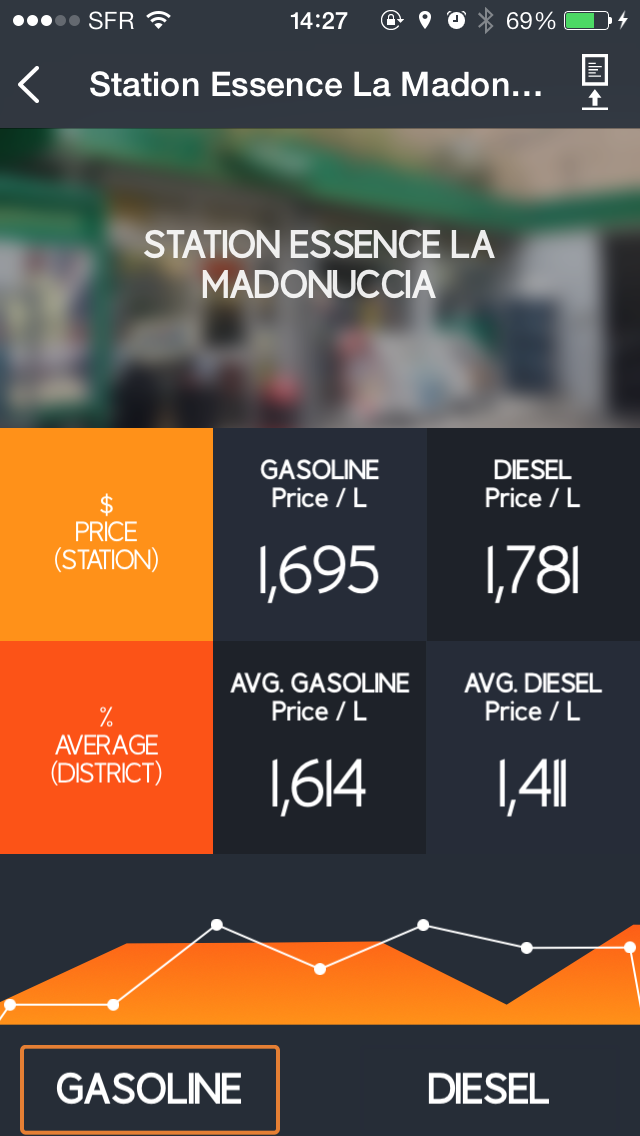 SFR 14:27 69%
Station Essence La Madon...
STATION ESSENCE LA
MADONUCCIA
$
PRICE
(STATION)
GASOLINE
Price / L
1,695
DIESEL
Price / L
1,781
%
AVERAGE
(DISTRICT)
AVG. GASOLINE
Price / L
1,614
AVG. DIESEL
Price / L
1,411
GASOLINE
DIESEL